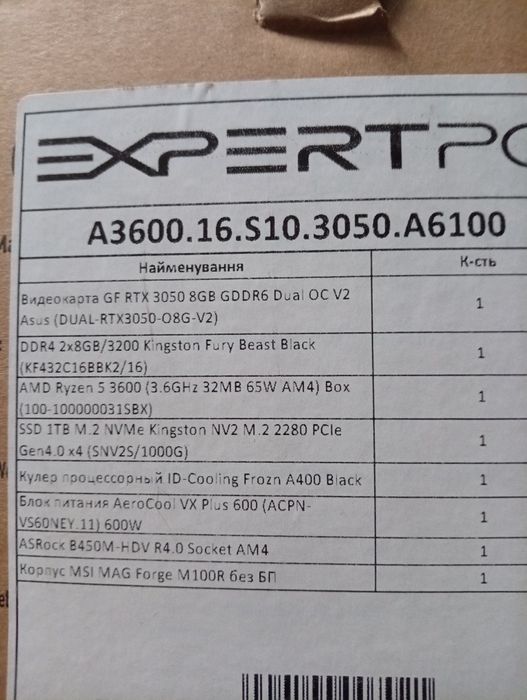 EXPERTPC
A3600.16.S10.3050.A6100
Найменування
К-сть
Видеокарта GF RTX 3050 8GB GDDR6 Dual OC V2
Asus (DUAL-RTX3050-O8G-V2)
1
DDR4 2x8GB/3200 Kingston Fury Beast Black
(KF432C16BBK2/16)
1
AMD Ryzen 5 3600 (3.6GHz 32MB 65W AM4) Box
(100-100000031SBX)
1
SSD 1TB M.2 NVMe Kingston NV2 M.2 2280 PCIe
Gen4.0 x4 (SNV2S/1000G)
1
Кулер процессорный ID-Cooling Frozn A400 Black
1
Блок питания AeroCool VX Plus 600 (ACPN-
VS60NEY.11) 600W
1
ASRock B450M-HDV R4.0 Socket AM4
1
Корпус MSI MAG Forge M100R без БП
1